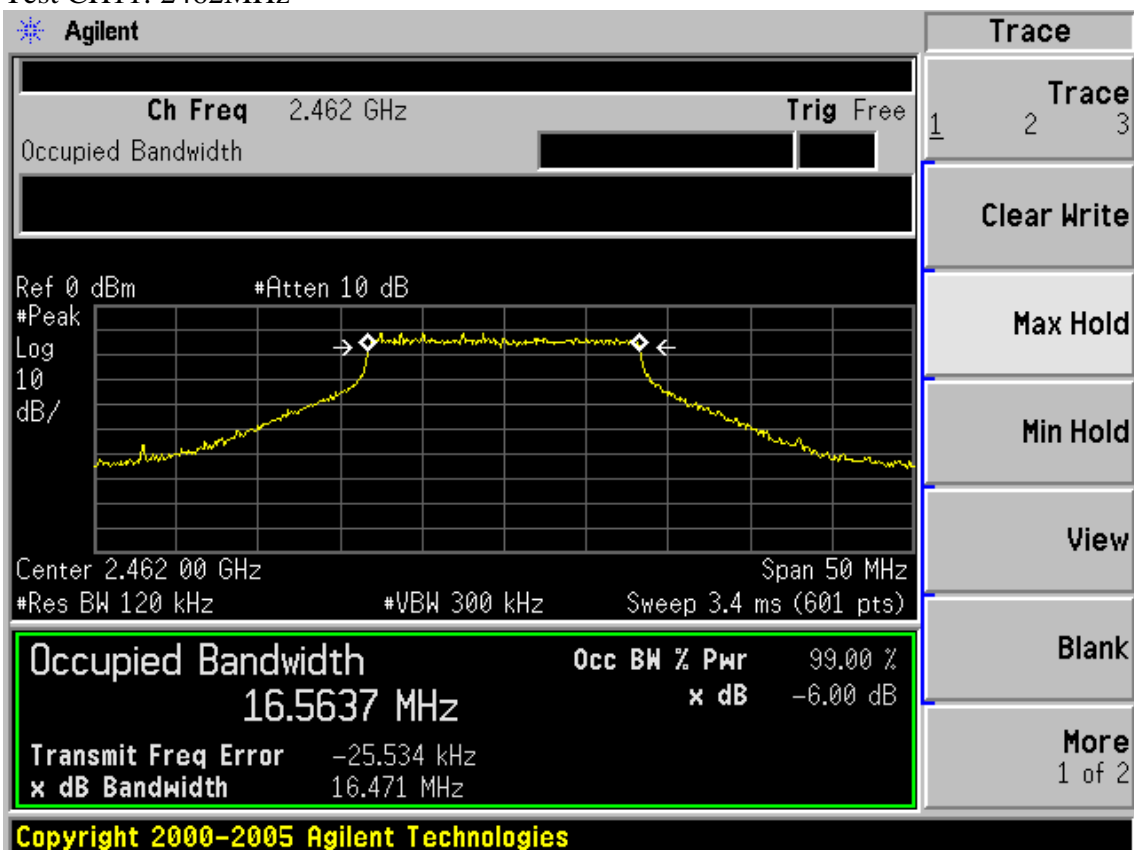 Test CH11: 2462MHz
Agilent
Trace
Ch Freq 2.462 GHz Trig Free
Occupied Bandwidth
Trace
1 2 3
Clear Write
Max Hold
Min Hold
View
Blank
More
1 of 2
Ref 0 dBm #Atten 10 dB
#Peak
Log
10
dB/
Center 2.462 00 GHz Span 50 MHz
#Res BW 120 kHz #VBW 300 kHz Sweep 3.4 ms (601 pts)
Occupied Bandwidth Occ BW % Pwr 99.00 %
16.5637 MHz x dB -6.00 dB
Transmit Freq Error -25.534 kHz
x dB Bandwidth 16.471 MHz
Copyright 2000-2005 Agilent Technologies